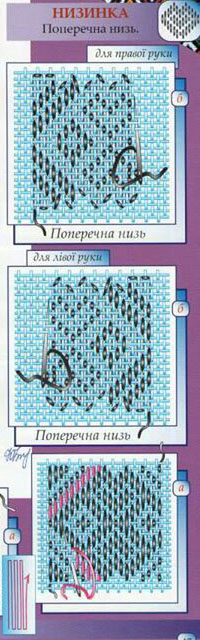 НИЗИНКА
Поперечна низь.
для правої руки
б
Поперечна низь
для лівої руки
б
Поперечна низь
а
а